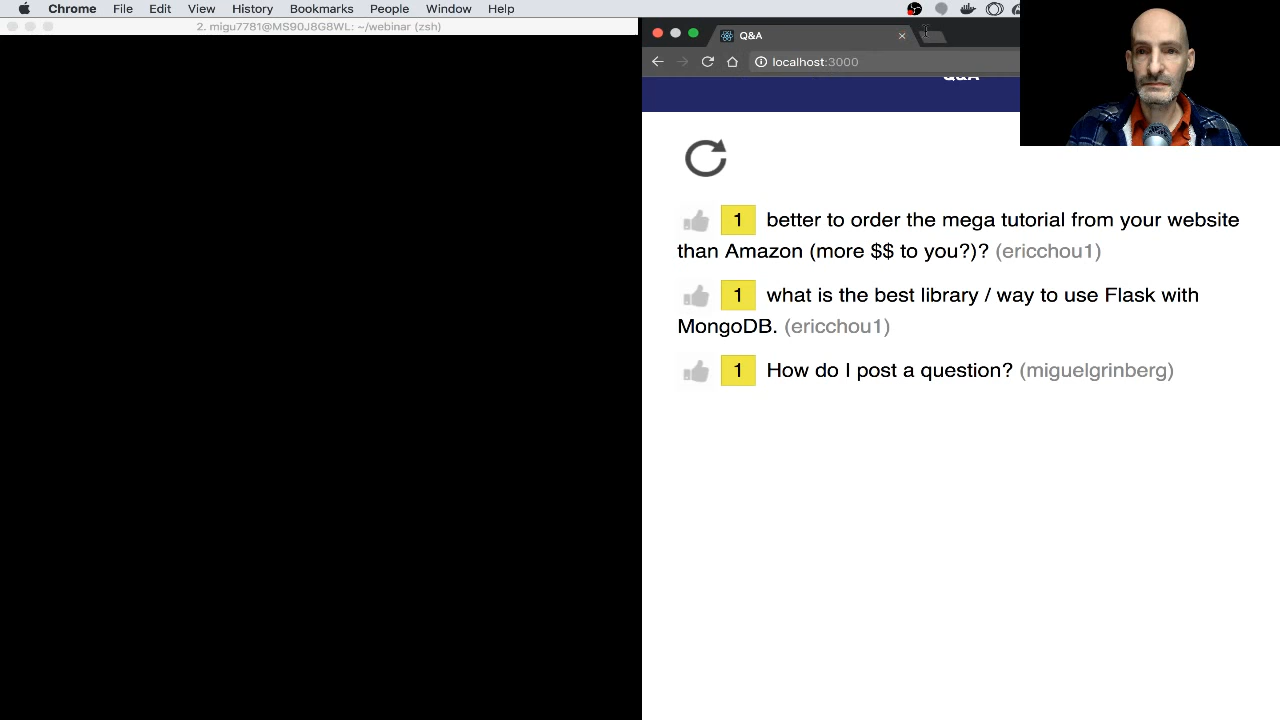 Chrome File Edit View History Bookmarks People Window Help
2. migu7781@MS90J8G8WL: ~/webinar (zsh)
Q&A
localhost:3000
Q&A
1 better to order the mega tutorial from your website
than Amazon (more $$ to you?)? (ericchou1)
1 what is the best library / way to use Flask with
MongoDB. (ericchou1)
1 How do I post a question? (miguelgrinberg)